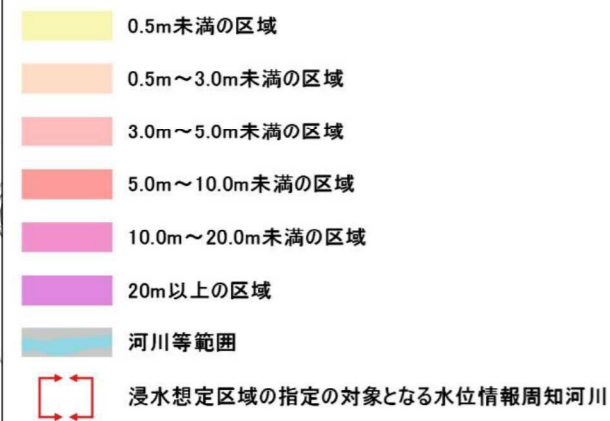 0.5m未満の区域
0.5m～3.0m未満の区域
3.0m～5.0m未満の区域
5.0m～10.0m未満の区域
10.0m～20.0m未満の区域
20m以上の区域
河川等範囲
浸水想定区域の指定の対象となる水位情報周知河川